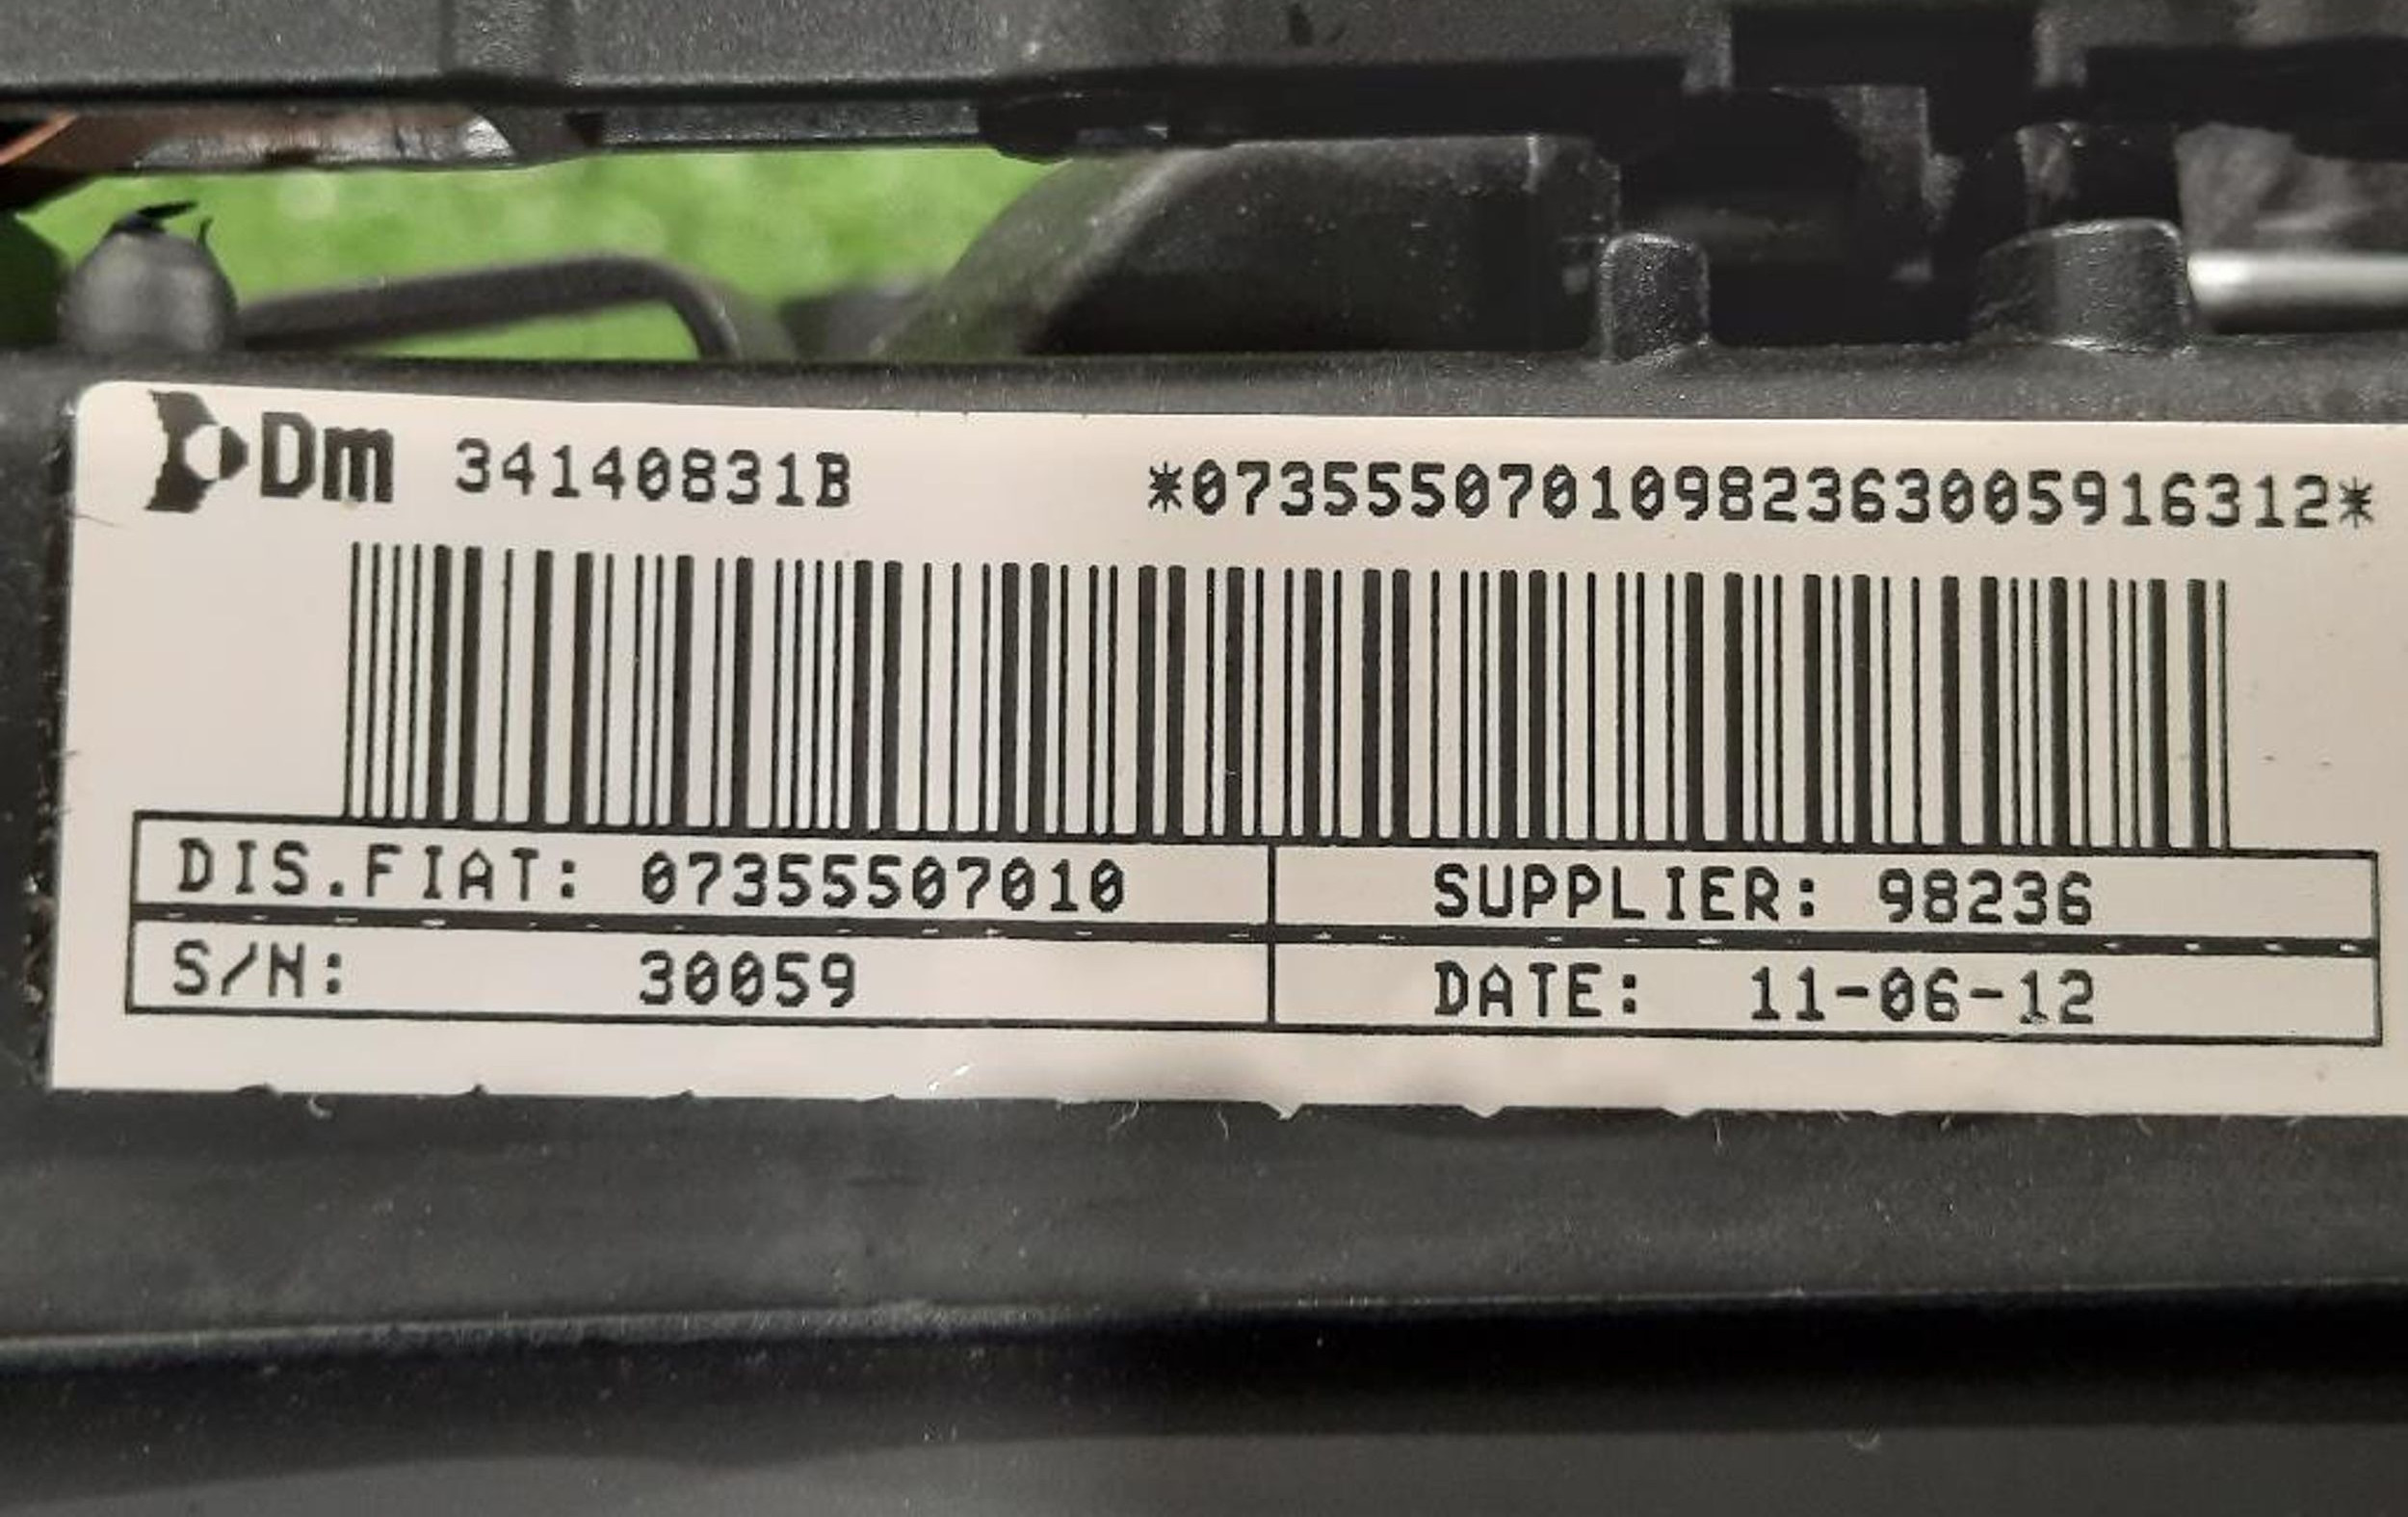 Dm 34140831B *07355507010982363005916312*
DIS.FIAT: 07355507010 SUPPLIER: 98236
S/N: 30059 DATE: 11-06-12